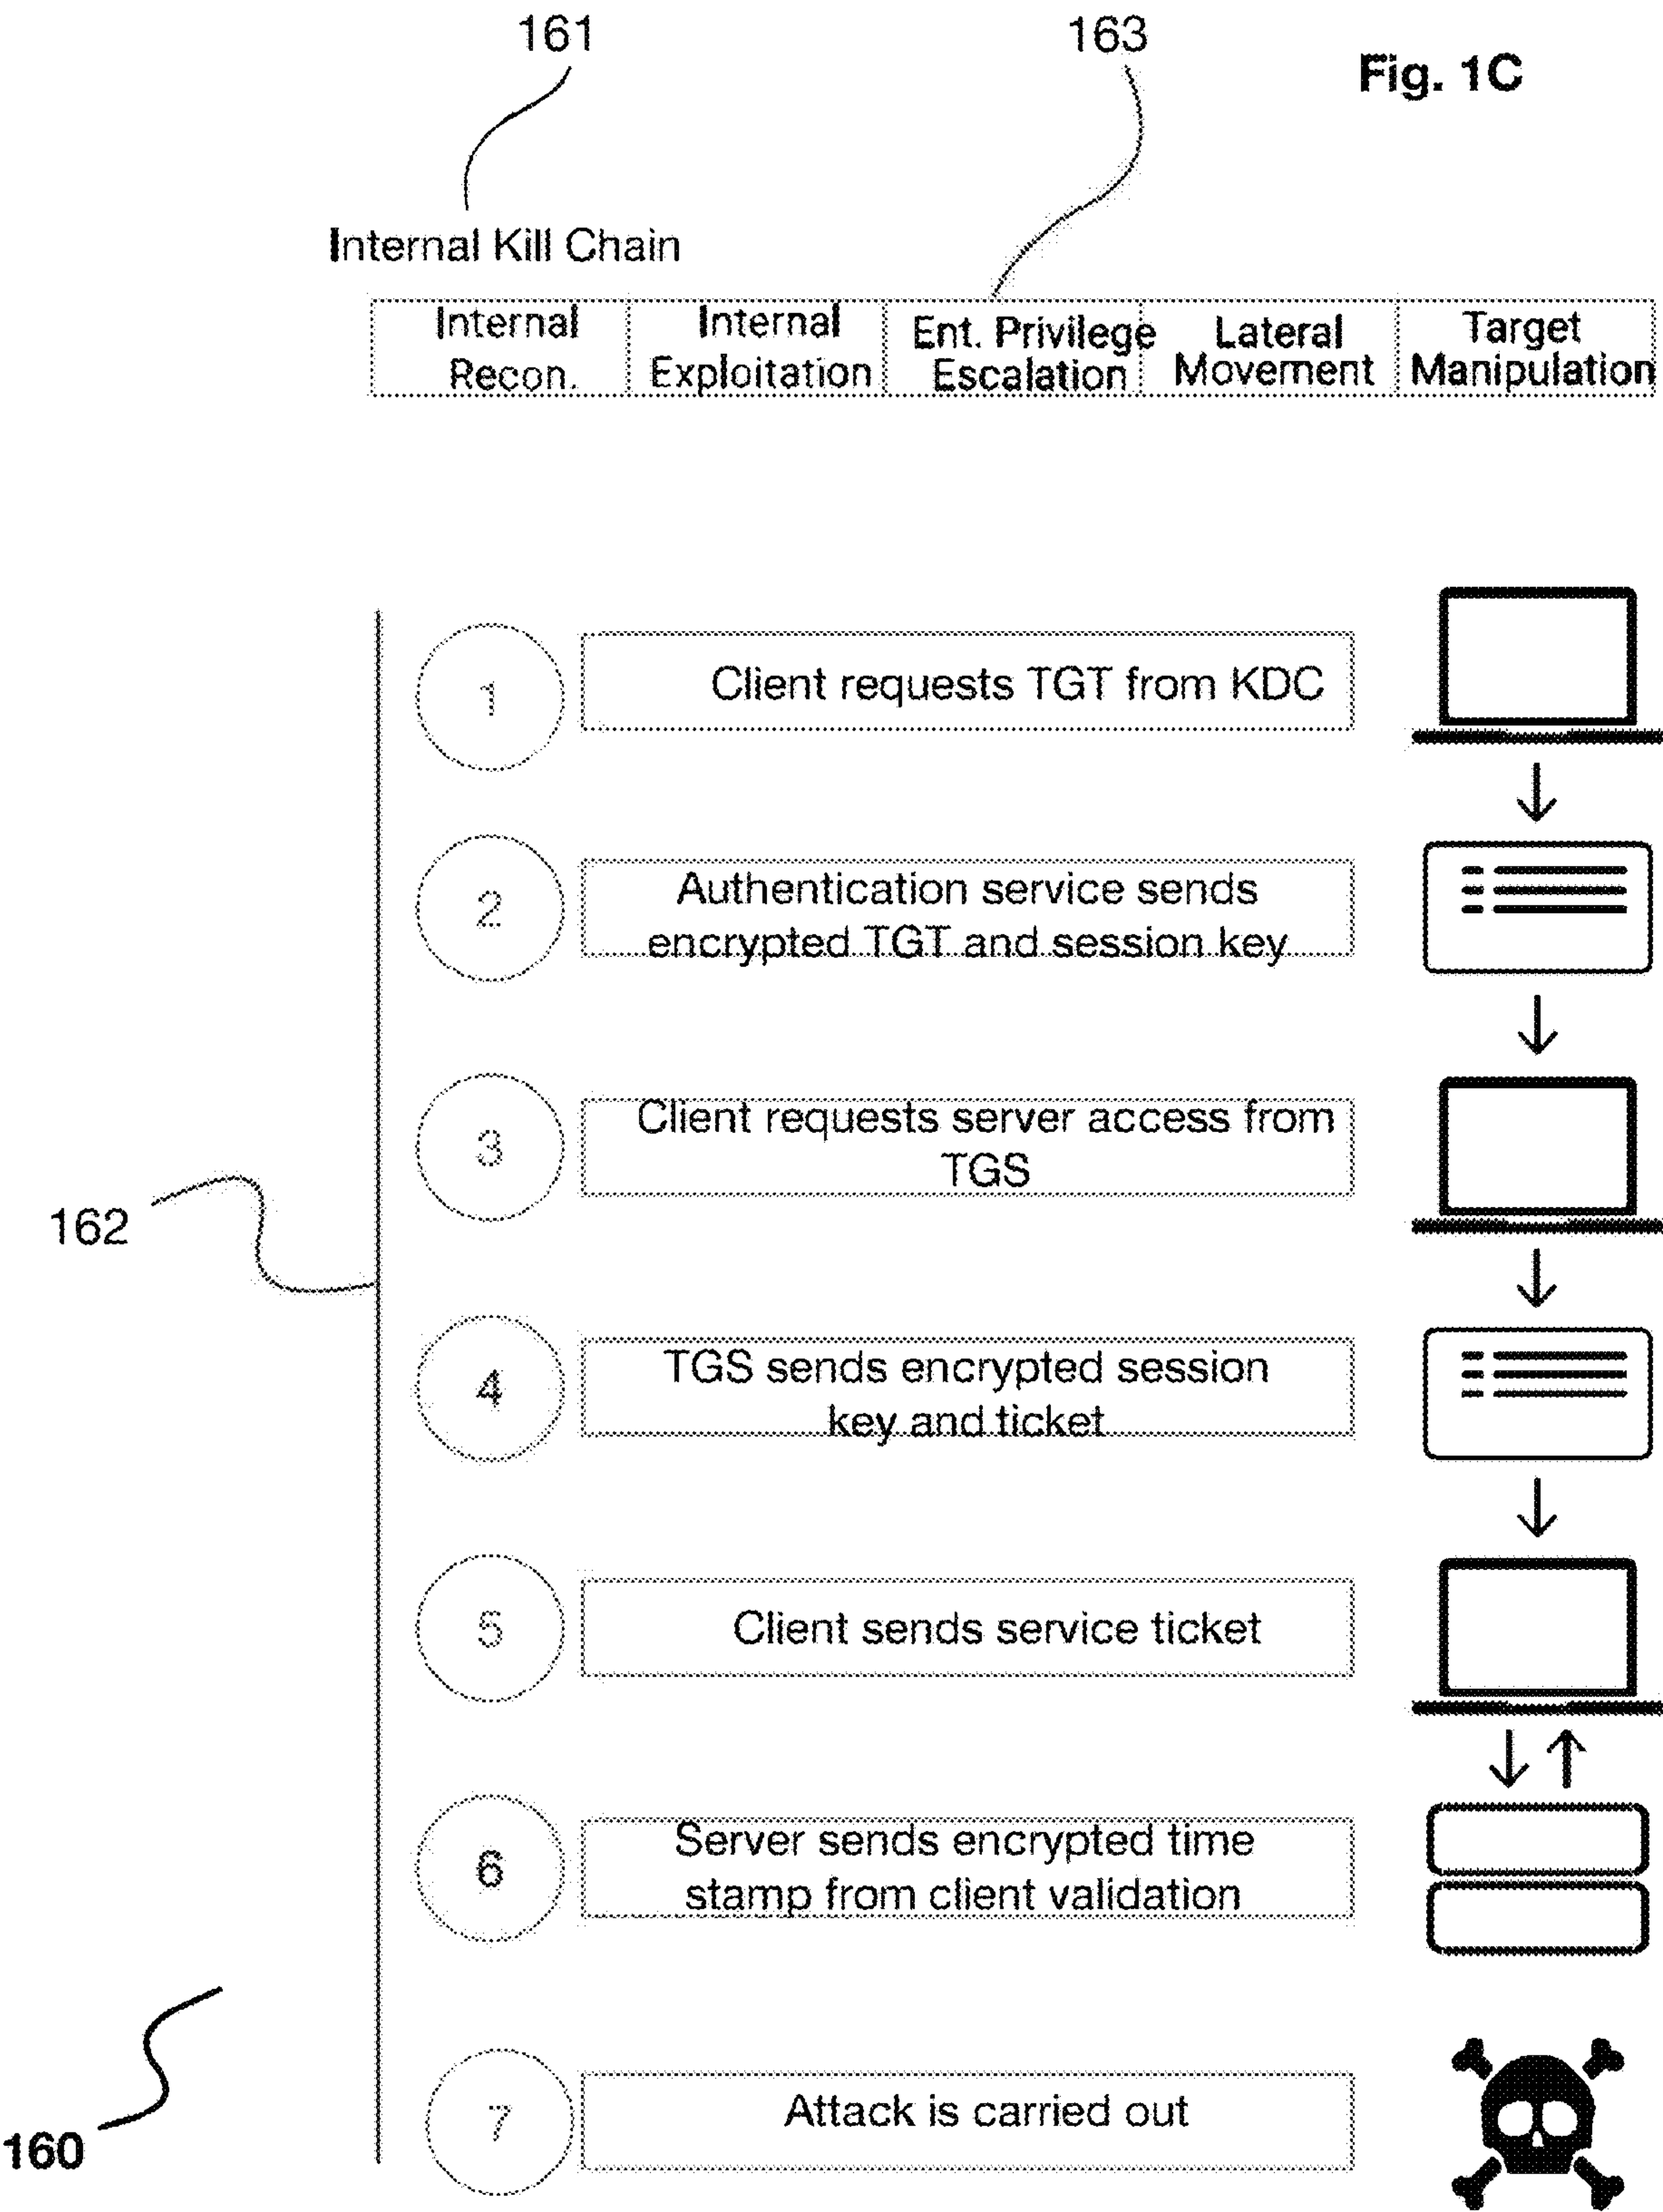 161
163
Fig. 1C
Internal Kill Chain
Internal
Recon.
Internal
Exploitation
Ent. Privilege
Escalation
Lateral
Movement
Target
Manipulation
1
Client requests TGT from KDC
2
Authentication service sends
encrypted TGT and session key
3
Client requests server access from
TGS
162
4
TGS sends encrypted session
key and ticket
5
Client sends service ticket
6
Server sends encrypted time
stamp from client validation
7
Attack is carried out
160